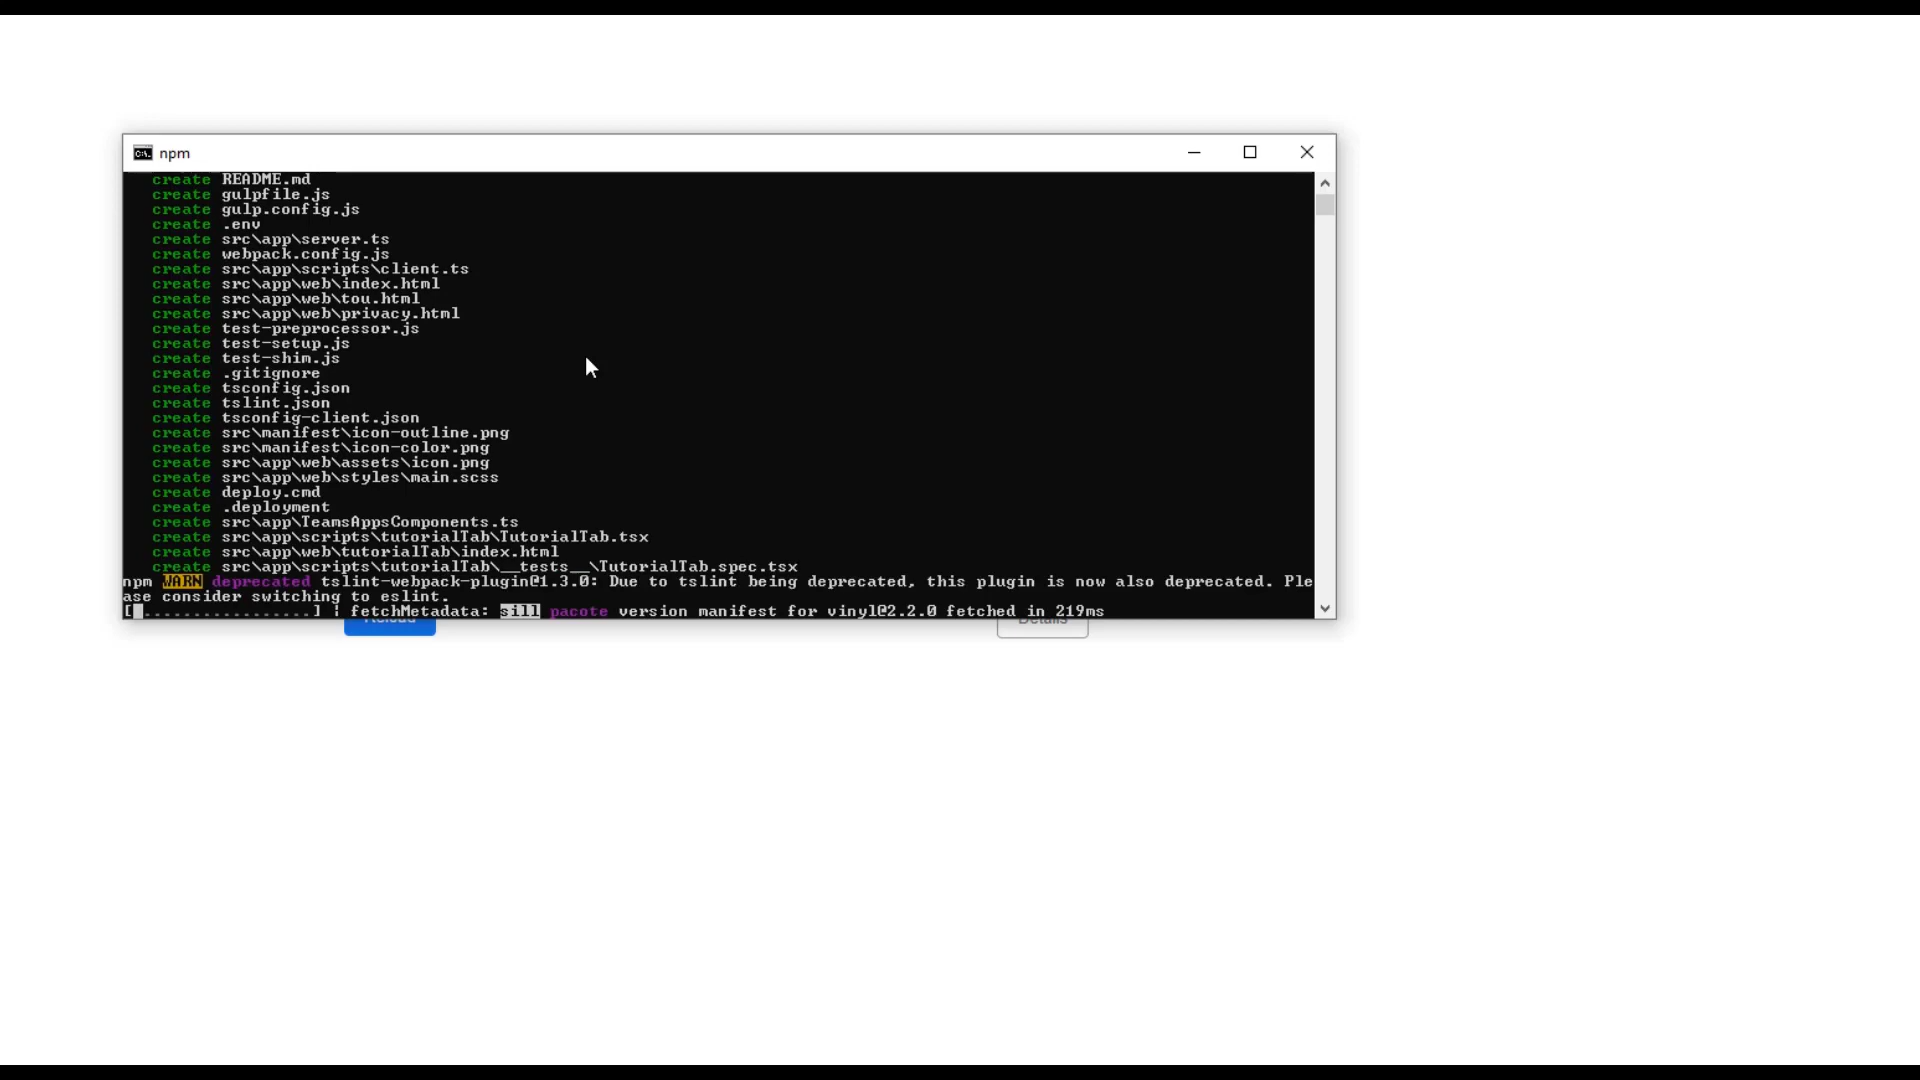 npm
create README.md
create gulpfile.js
create gulp.config.js
create .env
create src\app\server.ts
create webpack.config.js
create src\app\scripts\client.ts
create src\app\web\index.html
create src\app\web\tou.html
create src\app\web\privacy.html
create test-preprocessor.js
create test-setup.js
create test-shim.js
create .gitignore
create tsconfig.json
create tslint.json
create tsconfig-client.json
create src\manifest\icon-outline.png
create src\manifest\icon-color.png
create src\app\web\assets\icon.png
create src\app\web\styles\main.scss
create deploy.cmd
create .deployment
create src\app\TeamsAppsComponents.ts
create src\app\scripts\tutorialTab\TutorialTab.tsx
create src\app\web\tutorialTab\index.html
create src\app\scripts\tutorialTab\__tests__\TutorialTab.spec.tsx
npm WARN deprecated tslint-webpack-plugin@1.3.0: Due to tslint being deprecated, this plugin is now also deprecated. Ple
ase consider switching to eslint.
[ .................] ¦ fetchMetadata: sill pacote version manifest for vinyl@2.2.0 fetched in 219ms
Reload Details